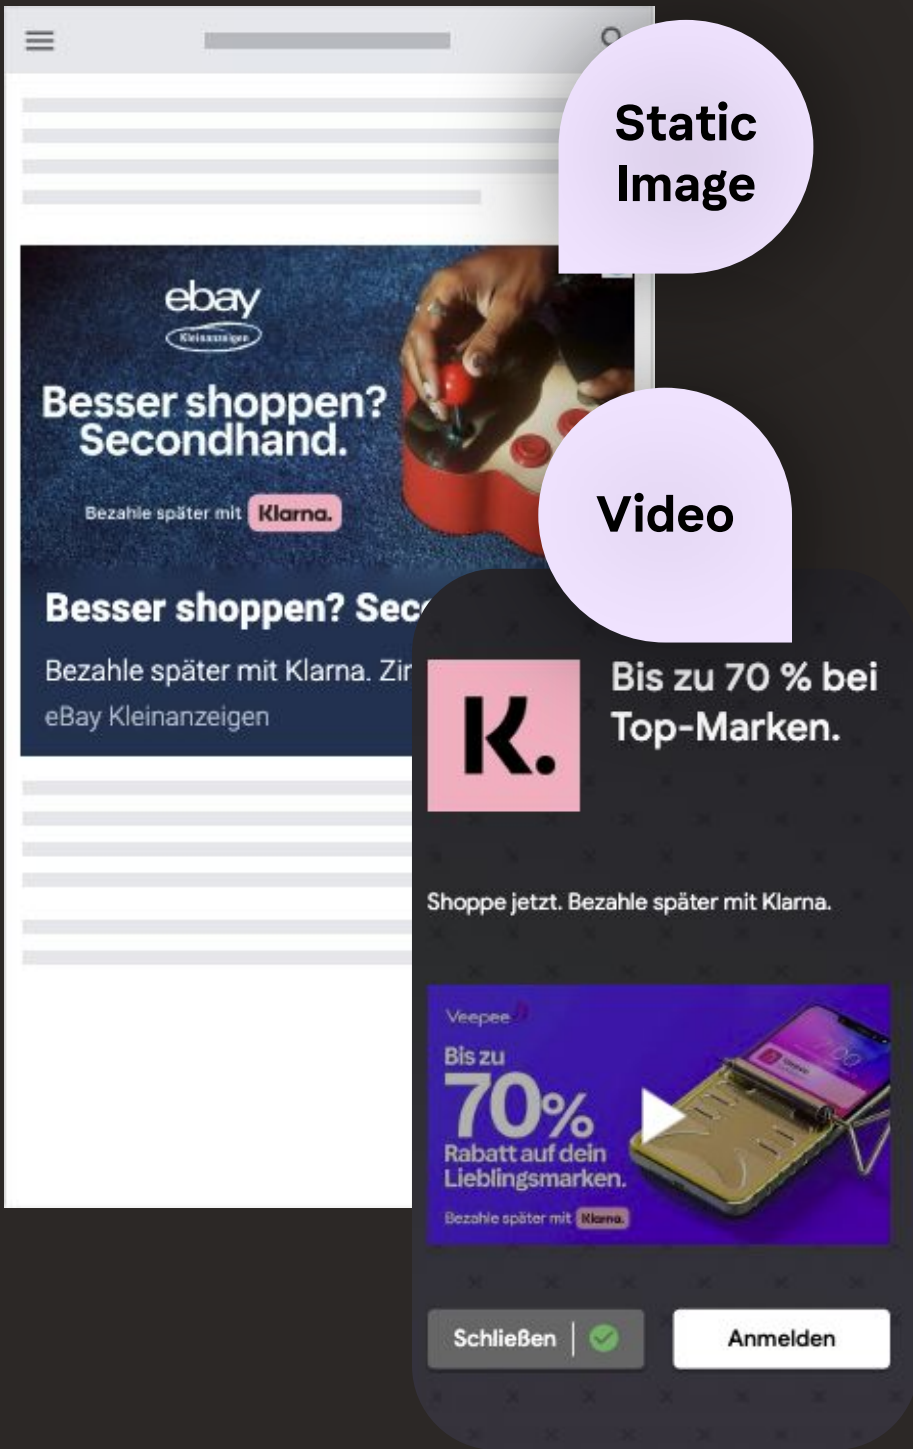 Static
Image
ebay
Kleinanzeigen
Besser shoppen?
Secondhand.
Bezahle später mit Klarna.
Besser shoppen? Seco
Bezahle später mit Klarna. Zin
eBay Kleinanzeigen
Video
K.
Bis zu 70 % bei
Top-Marken.
Shoppe jetzt. Bezahle später mit Klarna.
Veepee
Bis zu
70%
Rabatt auf dein
Lieblingsmarken.
Bezahle später mit Klarna.
Schließen
Anmelden